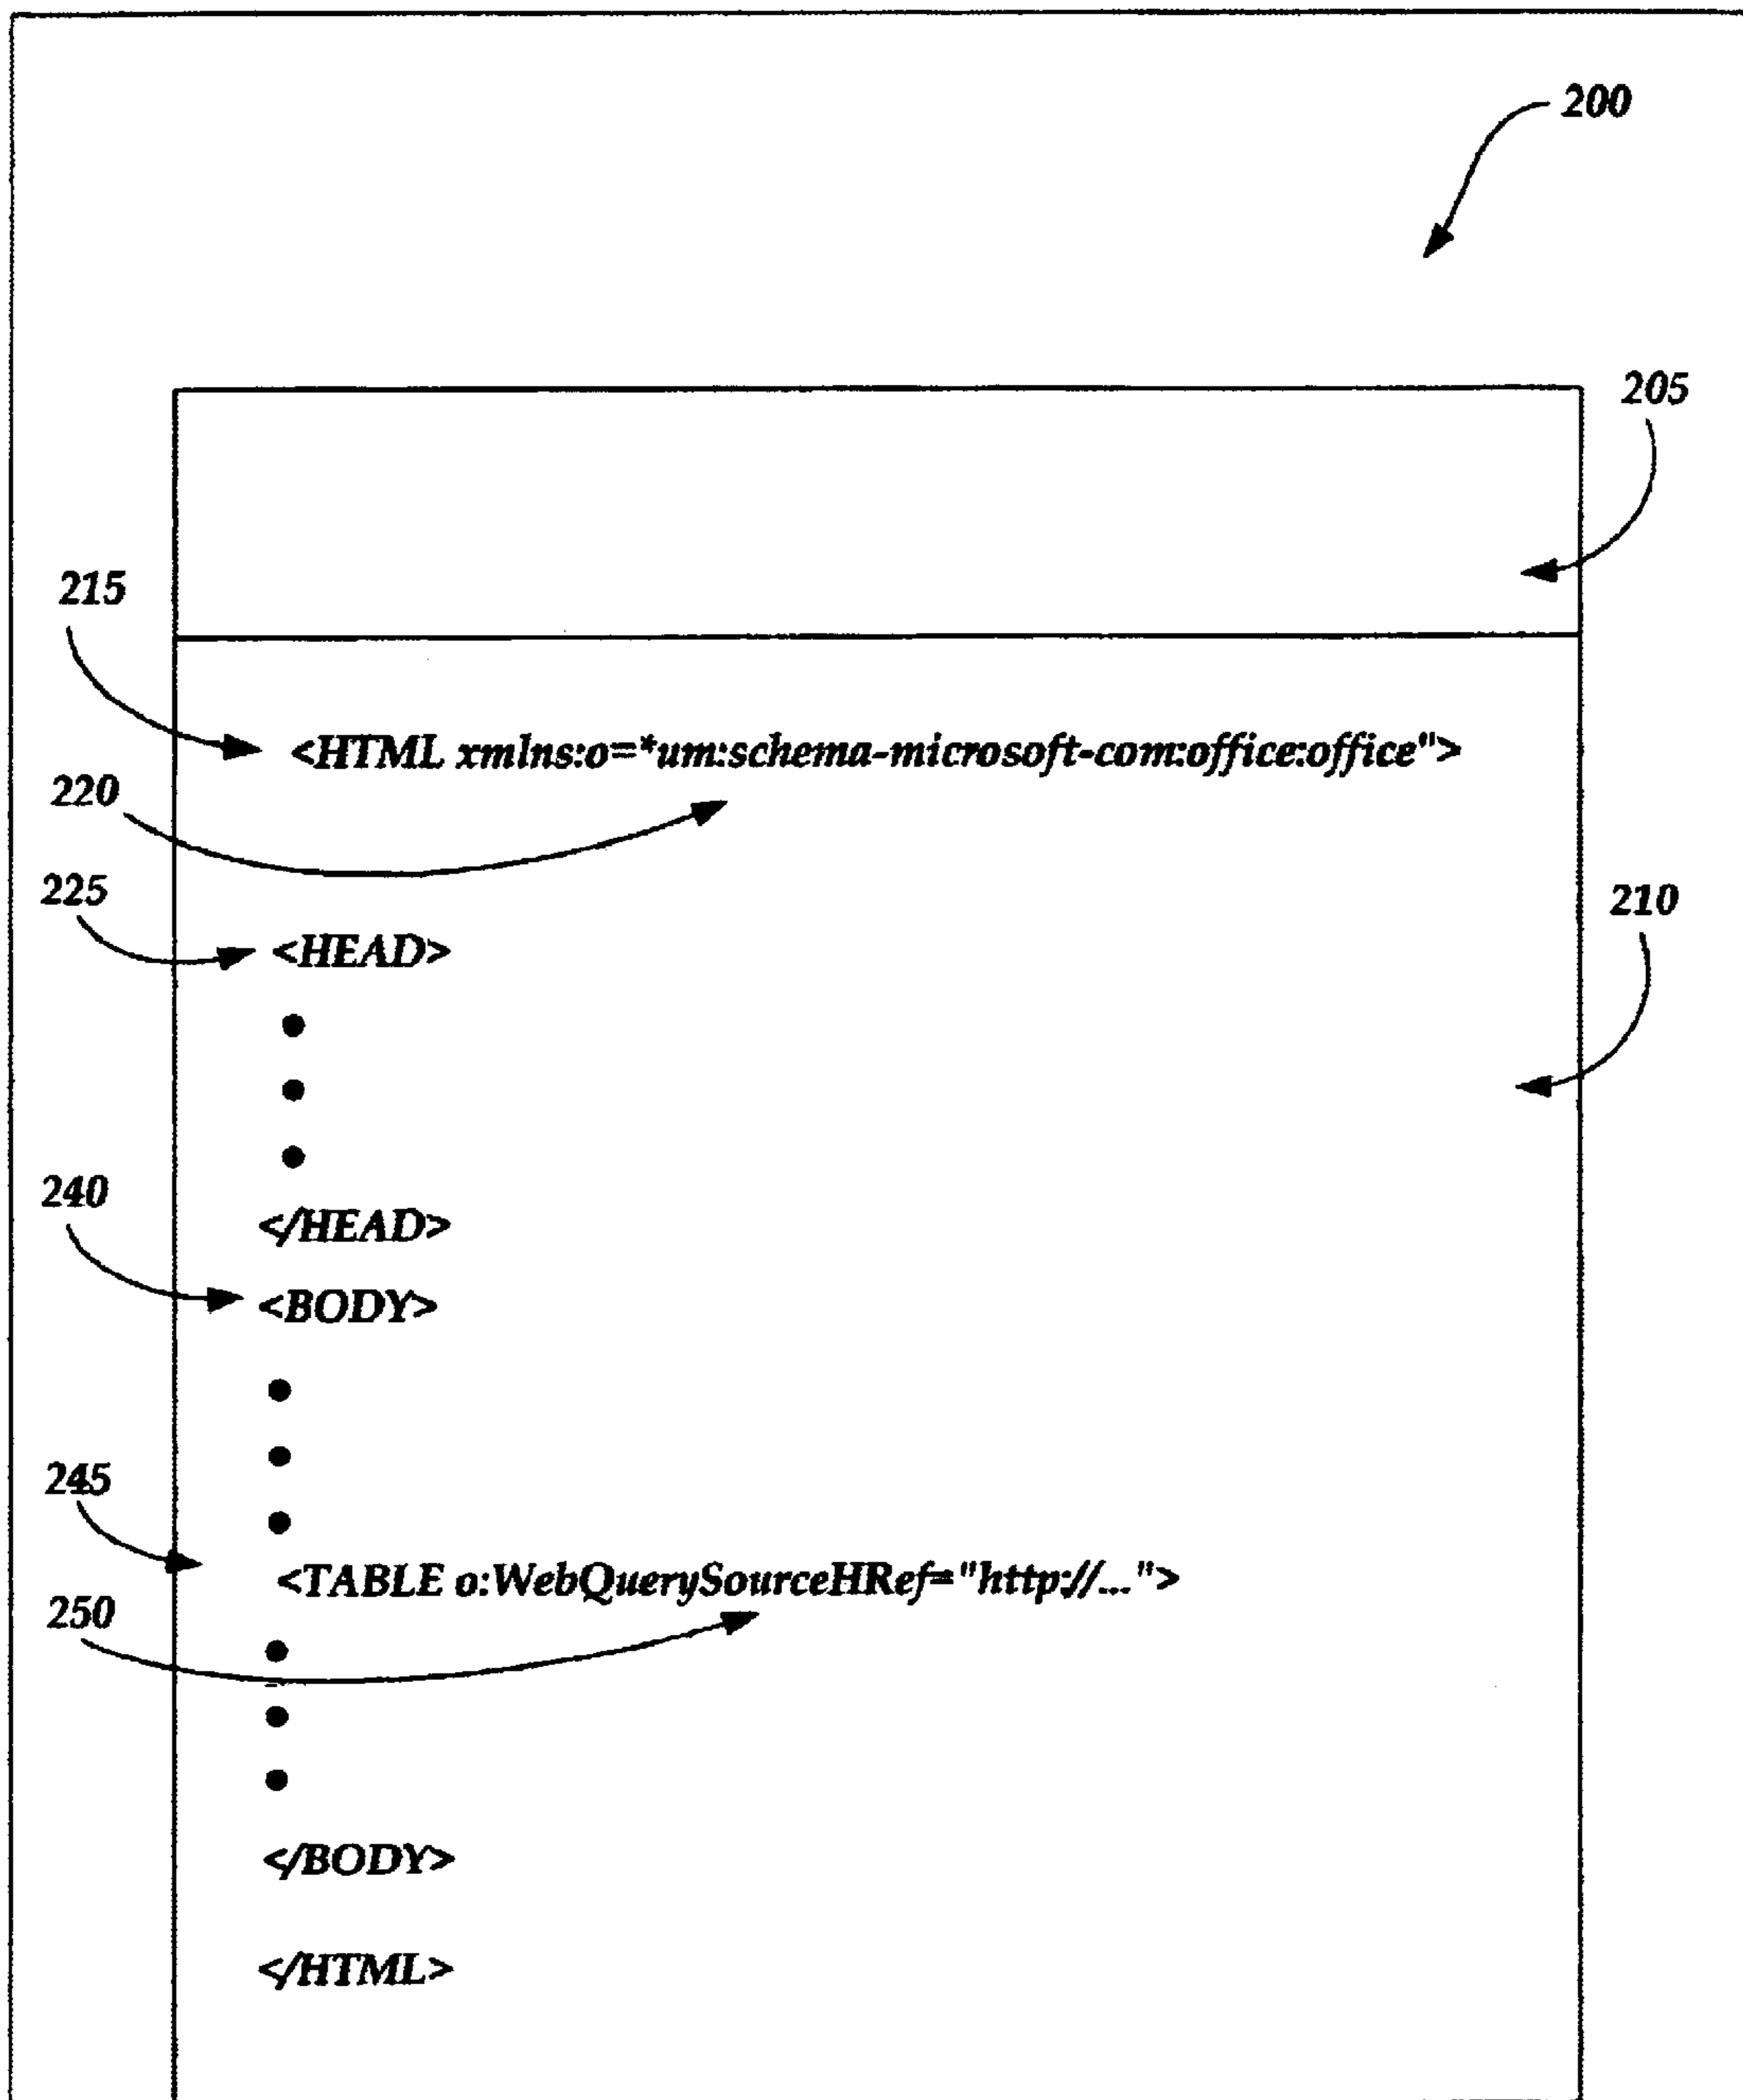 200
205
215
<HTML xmlns:o=*um:schema-microsoft-com:office:office">
220
225
210
<HEAD>
240
</HEAD>
<BODY>
245
<TABLE o:WebQuerySourceHRef="http://...">
250
</BODY>
</HTML>